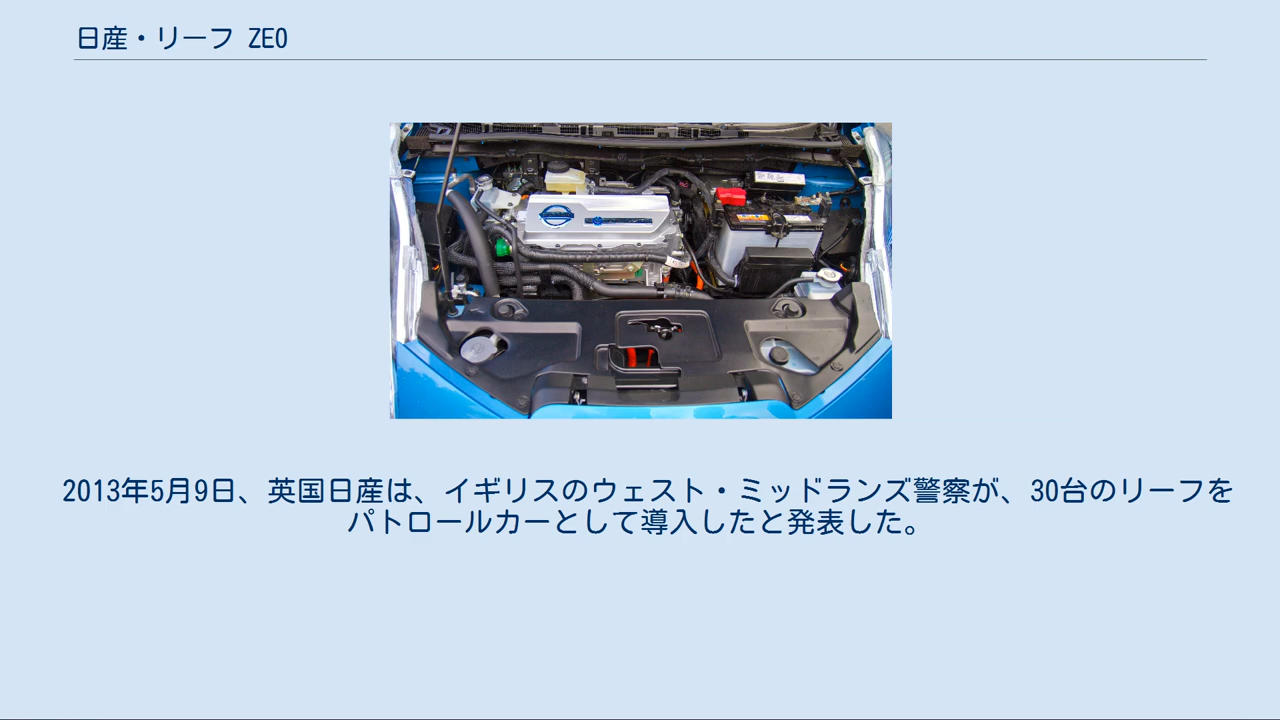 日産・リーフ ZE0
2013年5月9日、英国日産は、イギリスのウェスト・ミッドランズ警察が、30台のリーフを
パトロールカーとして導入したと発表した。